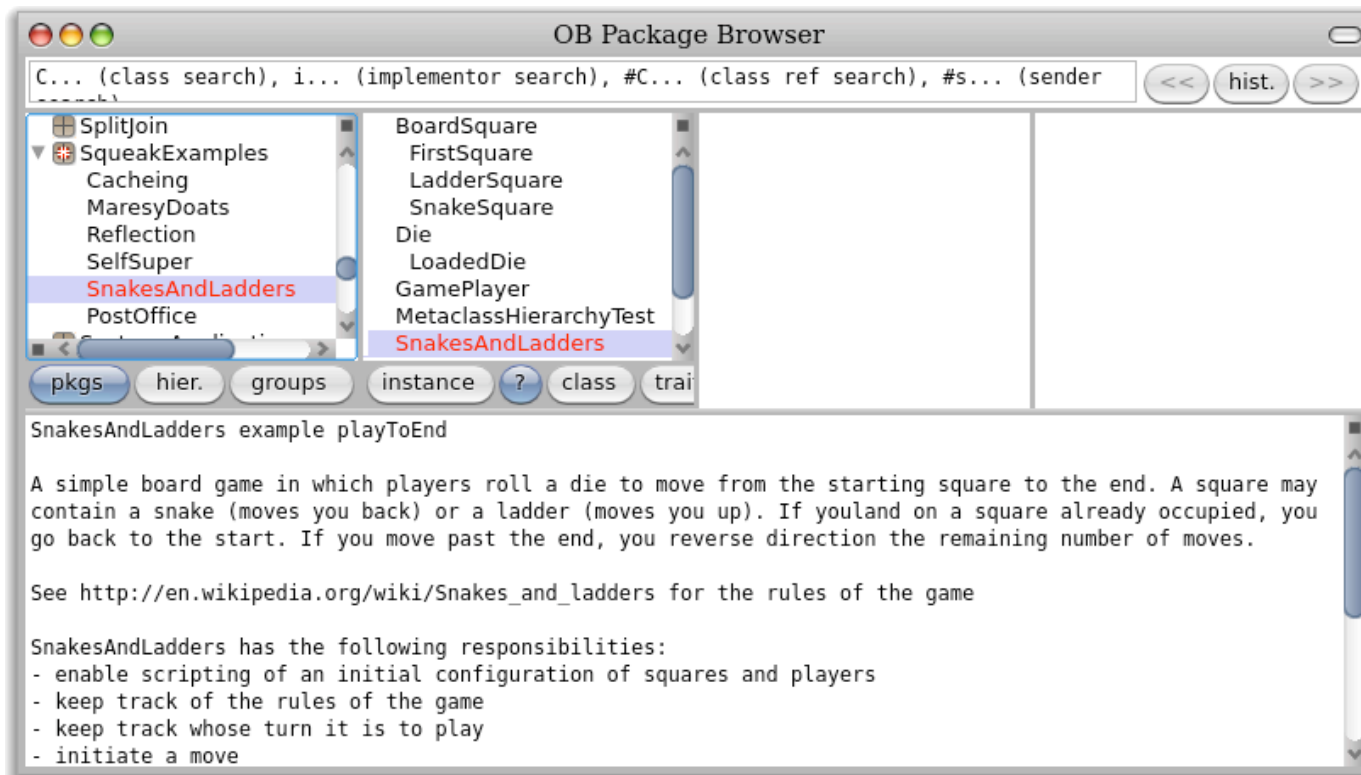 OB Package Browser
C... (class search), i... (implementor search), #C... (class ref search), #s... (sender
<<
hist.
>>
SplitJoin
SqueakExamples
Cacheing
MaresyDoats
Reflection
SelfSuper
SnakesAndLadders
PostOffice
BoardSquare
FirstSquare
LadderSquare
SnakeSquare
Die
LoadedDie
GamePlayer
MetaclassHierarchyTest
SnakesAndLadders
pkgs
hier.
groups
instance
?
class
SnakesAndLadders example playToEnd
A simple board game in which players roll a die to move from the starting square to the end. A square may
contain a snake (moves you back) or a ladder (moves you up). If youland on a square already occupied, you
go back to the start. If you move past the end, you reverse direction the remaining number of moves.
See http://en.wikipedia.org/wiki/Snakes_and_ladders for the rules of the game
SnakesAndLadders has the following responsibilities:
- enable scripting of an initial configuration of squares and players
- keep track of the rules of the game
- keep track whose turn it is to play
- initiate a move